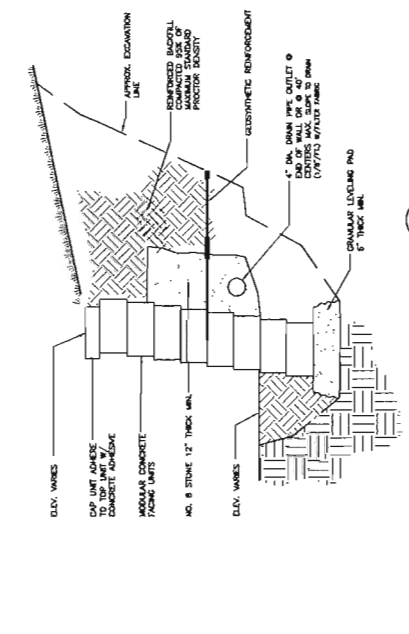 ELEV. VARIES
CAP UNIT ADHERE
TO TOP UNIT W/
CONCRETE ADHESIVE
MODULAR CONCRETE
FACING UNITS
NO. 8 STONE 12" THICK MIN.
ELEV. VARIES
APPROX. EXCAVATION
LINE
REINFORCED BACKFILL
COMPACTED 95% OF
MAXIMUM STANDARD
PROCTOR DENSITY
GEOSYNTHETIC REINFORCEMENT
4" DIA. DRAIN PIPE OUTLET @
END OF WALL OR @ 40'
CENTERS MAX. SLOPE TO DRAIN
(1/8"/FT.) W/FILTER FABRIC
GRANULAR LEVELING PAD
6" THICK MIN.